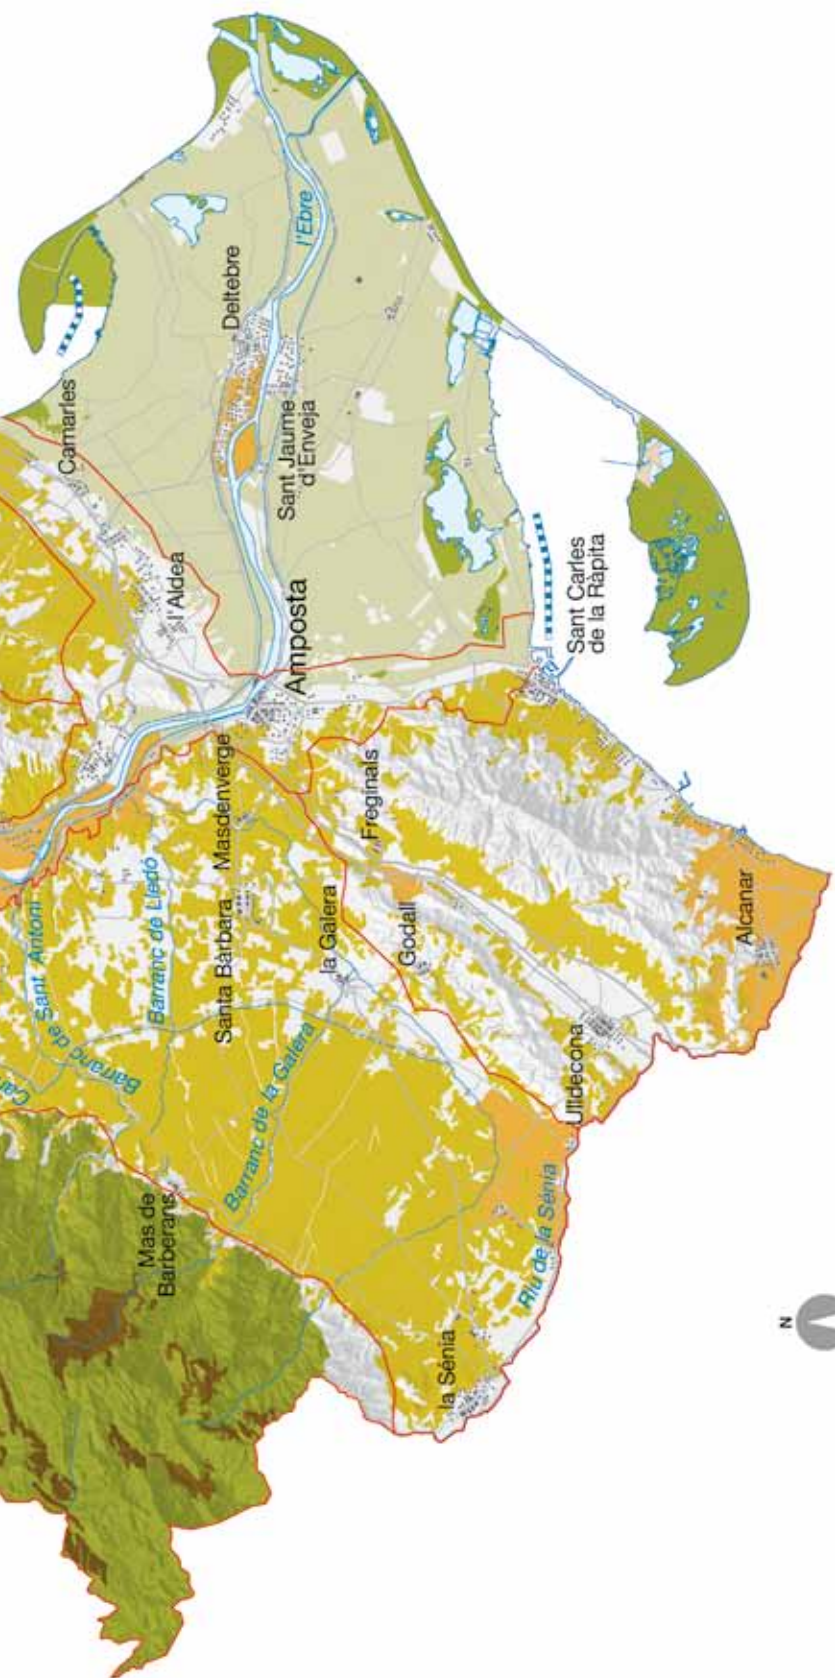 Camarles
Deltebre
l'Ebre
Sant Jaume
d'Enveja
l'Aldea
Amposta
Sant Carles
de la Ràpita
Masdenverge
Freginals
Santa Bàrbara
la Galera
Godall
Alcanar
Ulldecona
Barranc de Lledó
Barranc de Sant Antoni
Barranc de la Galera
Mas de
Barberans
Riu de la Sénia
la Sénia
N